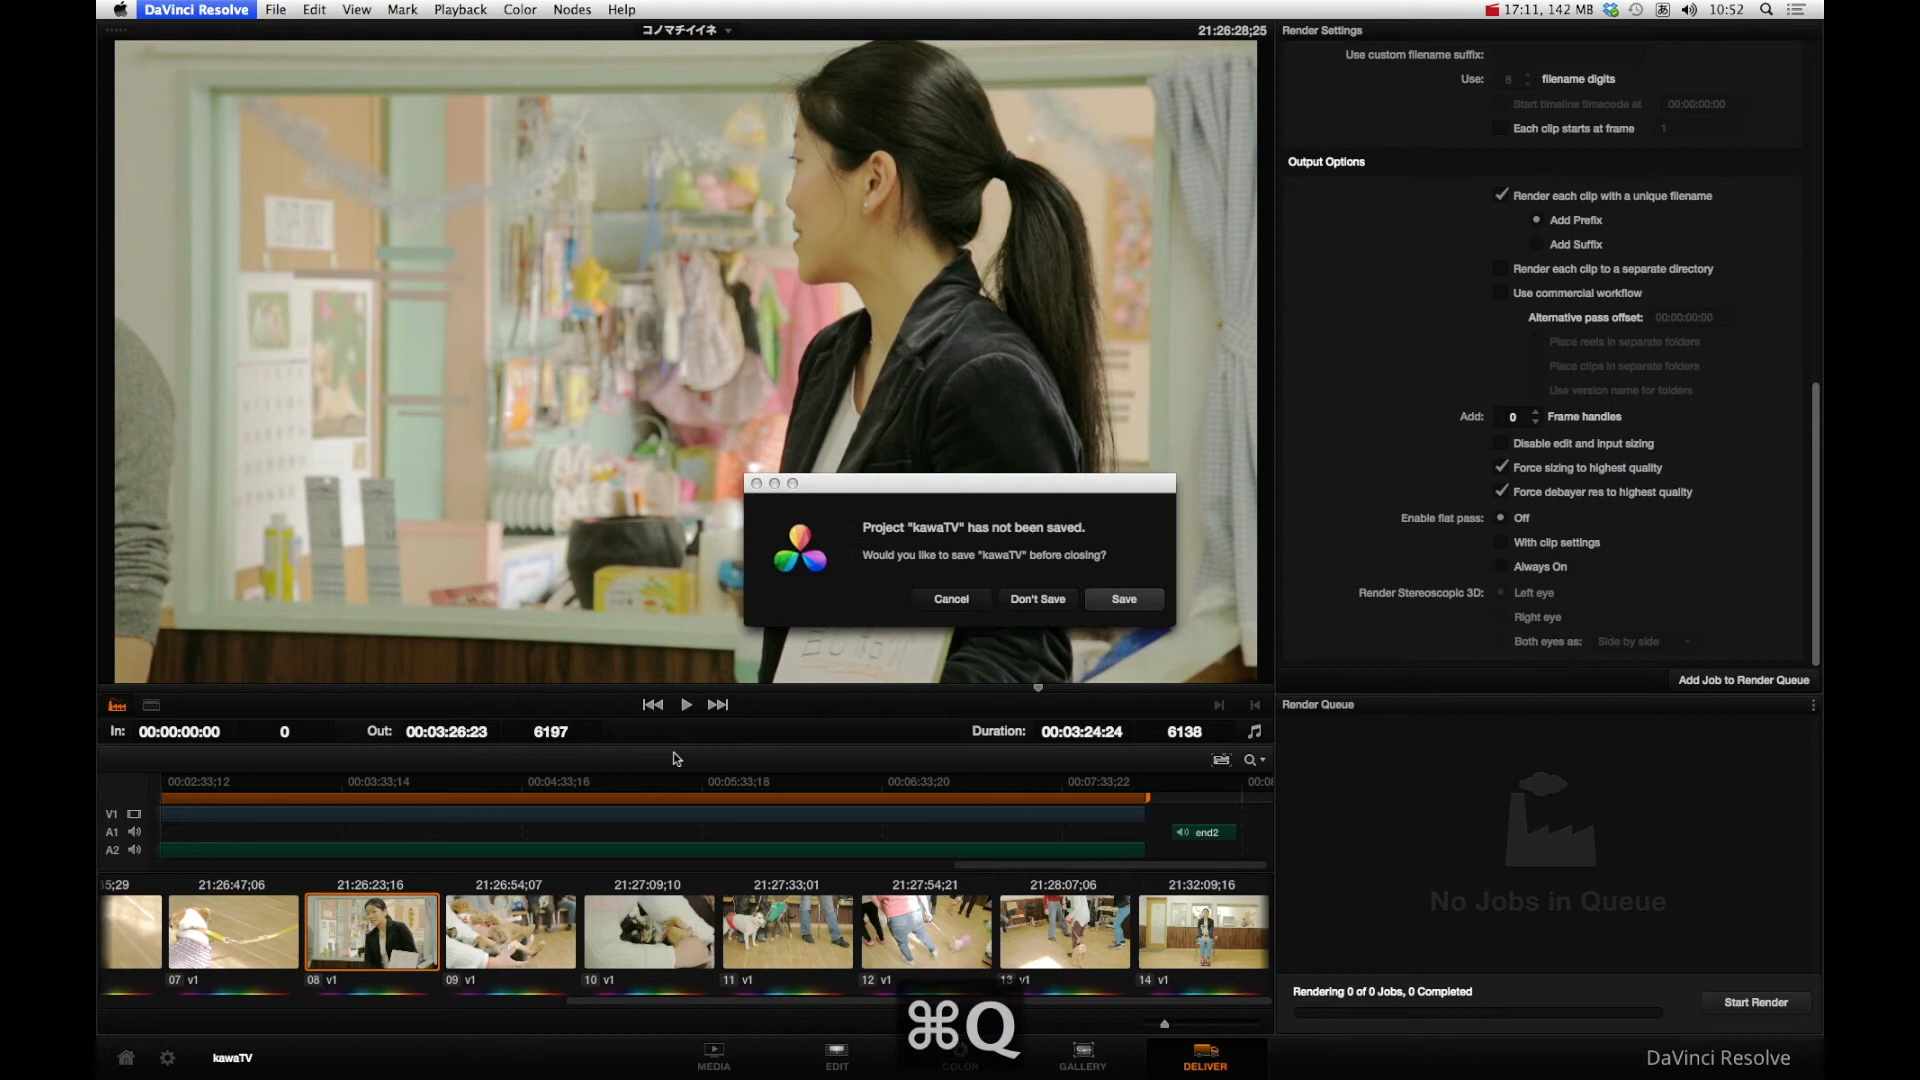 DaVinci Resolve File Edit View Mark Playback Color Nodes Help
17:11, 142 MB あ 10:52
コノマチイイネ
21:26:28;25
Render Settings
Use custom filename suffix:
Use: 8 filename digits
Start timeline timecode at 00:00:00:00
Each clip starts at frame 1
Output Options
Render each clip with a unique filename
Add Prefix
Add Suffix
Render each clip to a separate directory
Use commercial workflow
Alternative pass offset: 00:00:00:00
Place reels in separate folders
Place clips in separate folders
Use version name for folders
Add: 0 Frame handles
Disable edit and input sizing
Force sizing to highest quality
Force debayer res to highest quality
Enable flat pass: Off
With clip settings
Always On
Render Stereoscopic 3D: Left eye
Right eye
Both eyes as: Side by side
Add Job to Render Queue
Project "kawaTV" has not been saved.
Would you like to save "kawaTV" before closing?
Cancel Don't Save Save
In: 00:00:00:00 0 Out: 00:03:26:23 6197 Duration: 00:03:24:24 6138
00:02:33;12 00:03:33;14 00:04:33;16 00:05:33;18 00:06:33;20 00:07:33;22 00:0
V1
A1 end2
A2
35;29 21:26:47;06 21:26:23;16 21:26:54;07 21:27:09;10 21:27:33;01 21:27:54;21 21:28:07;06 21:32:09;16
07 v1 08 v1 09 v1 10 v1 11 v1 12 v1 13 v1 14 v1
Render Queue
No Jobs in Queue
Rendering 0 of 0 Jobs, 0 Completed
Start Render
⌘Q
kawaTV
MEDIA EDIT COLOR GALLERY DELIVER
DaVinci Resolve